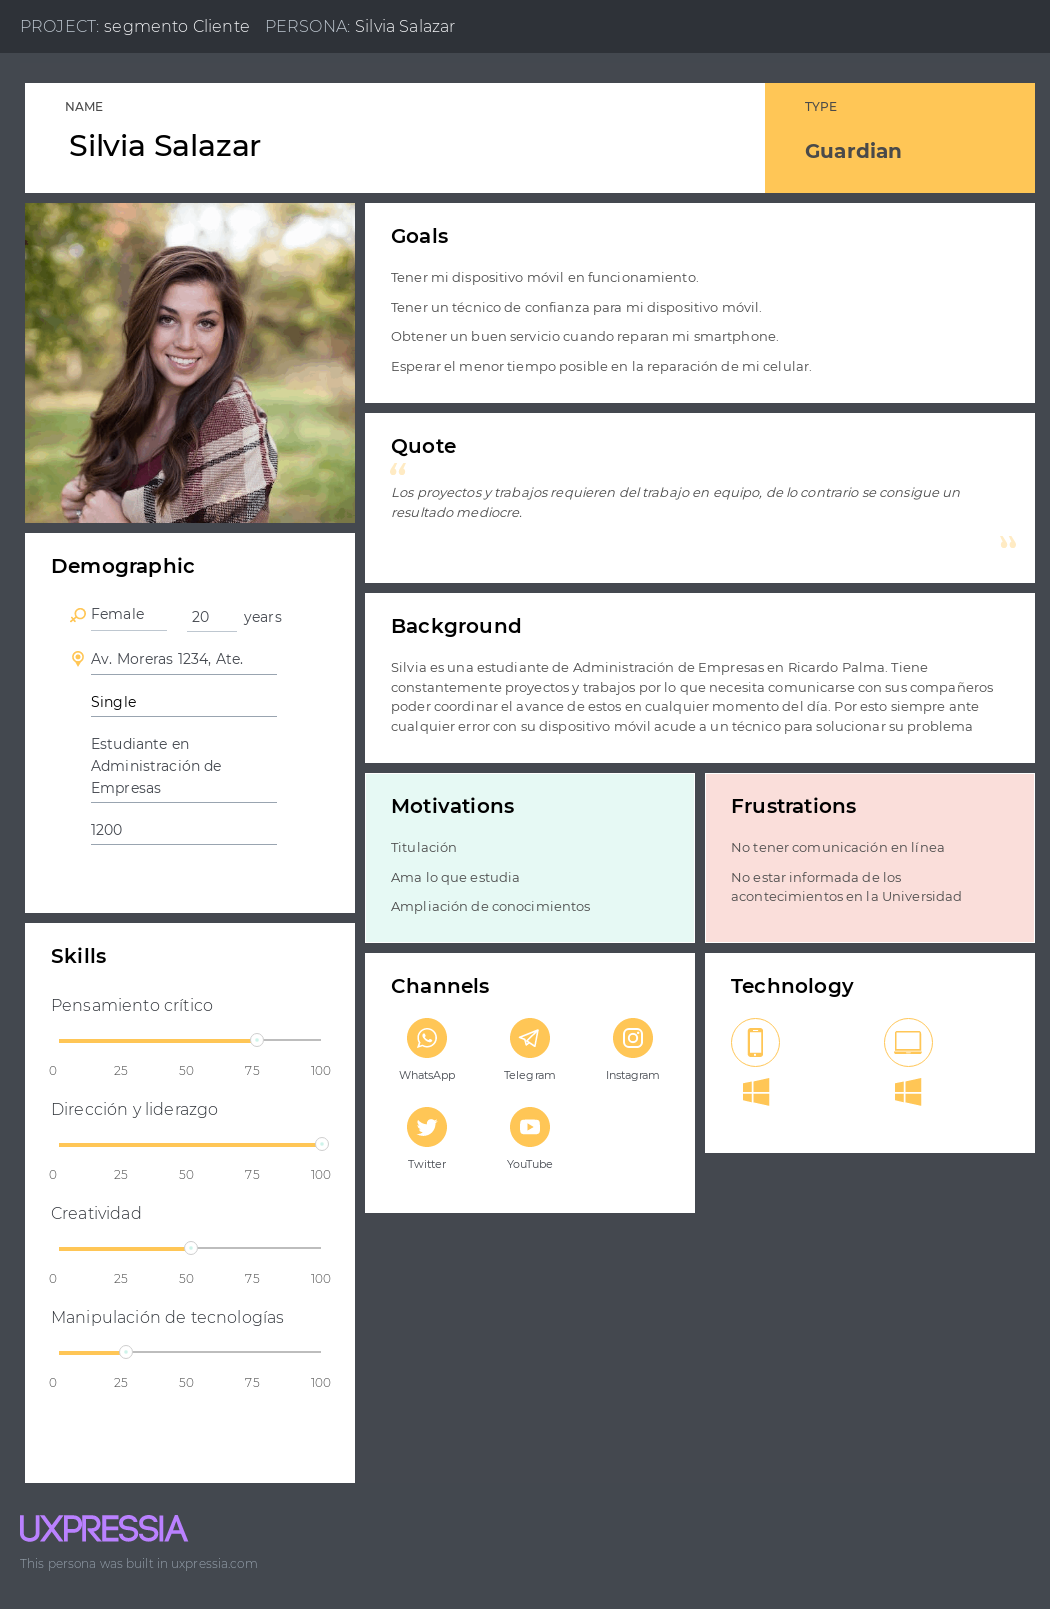 PROJECT: segmento Cliente PERSONA: Silvia Salazar
NAME
Silvia Salazar
TYPE
Guardian
Goals
Tener mi dispositivo móvil en funcionamiento.
Tener un técnico de confianza para mi dispositivo móvil.
Obtener un buen servicio cuando reparan mi smartphone.
Esperar el menor tiempo posible en la reparación de mi celular.
Quote
“
Los proyectos y trabajos requieren del trabajo en equipo, de lo contrario se consigue un
resultado mediocre.
”
Demographic
Female 20 years
Av. Moreras 1234, Ate.
Single
Estudiante en
Administración de
Empresas
1200
Background
Silvia es una estudiante de Administración de Empresas en Ricardo Palma. Tiene
constantemente proyectos y trabajos por lo que necesita comunicarse con sus compañeros
poder coordinar el avance de estos en cualquier momento del día. Por esto siempre ante
cualquier error con su dispositivo móvil acude a un técnico para solucionar su problema
Motivations
Titulación
Ama lo que estudia
Ampliación de conocimientos
Frustrations
No tener comunicación en línea
No estar informada de los
acontecimientos en la Universidad
Skills
Pensamiento crítico
0 25 50 75 100
Dirección y liderazgo
0 25 50 75 100
Creatividad
0 25 50 75 100
Manipulación de tecnologías
0 25 50 75 100
Channels
WhatsApp Telegram Instagram
Twitter YouTube
Technology
UXPRESSIA
This persona was built in uxpressia.com